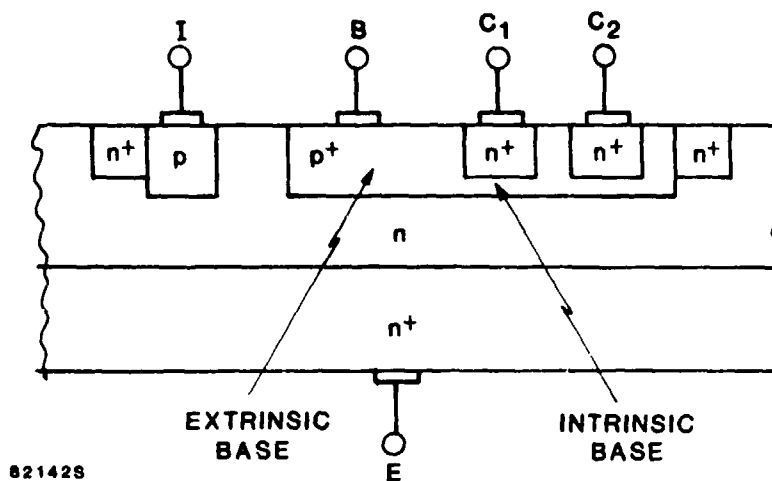 I B C1 C2
n+ p p+ n+ n+ n+
n
n+
EXTRINSIC INTRINSIC
BASE BASE
E
82142S